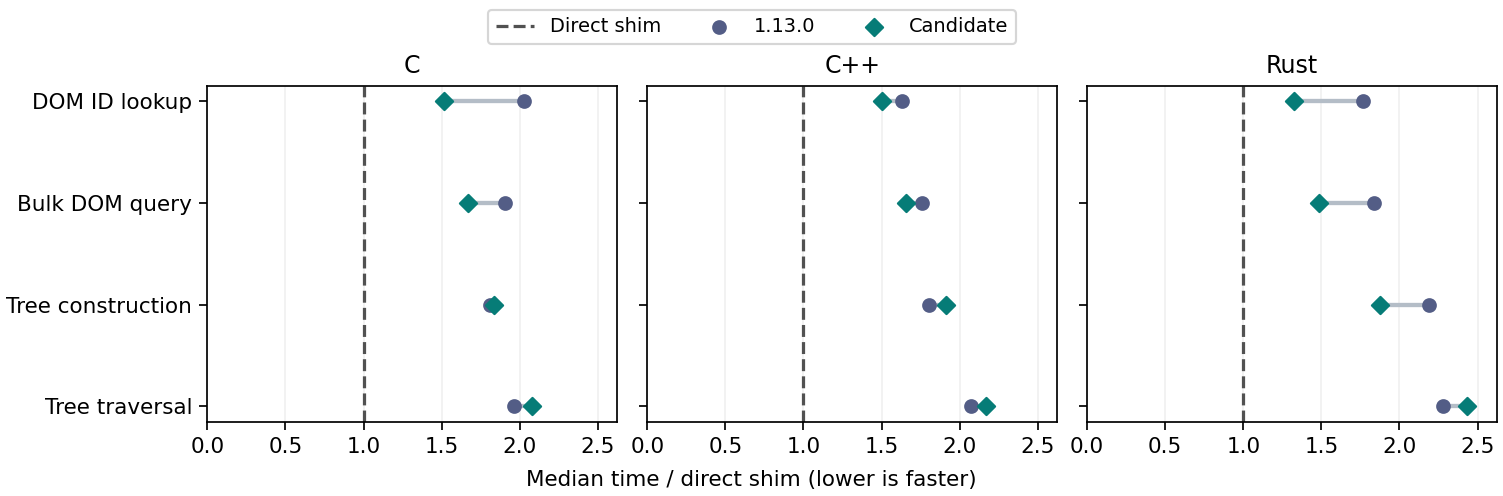 Direct shim 1.13.0 Candidate
C C++ Rust
DOM ID lookup
Bulk DOM query
Tree construction
Tree traversal
0.0 0.5 1.0 1.5 2.0 2.5 0.0 0.5 1.0 1.5 2.0 2.5 0.0 0.5 1.0 1.5 2.0 2.5
Median time / direct shim (lower is faster)